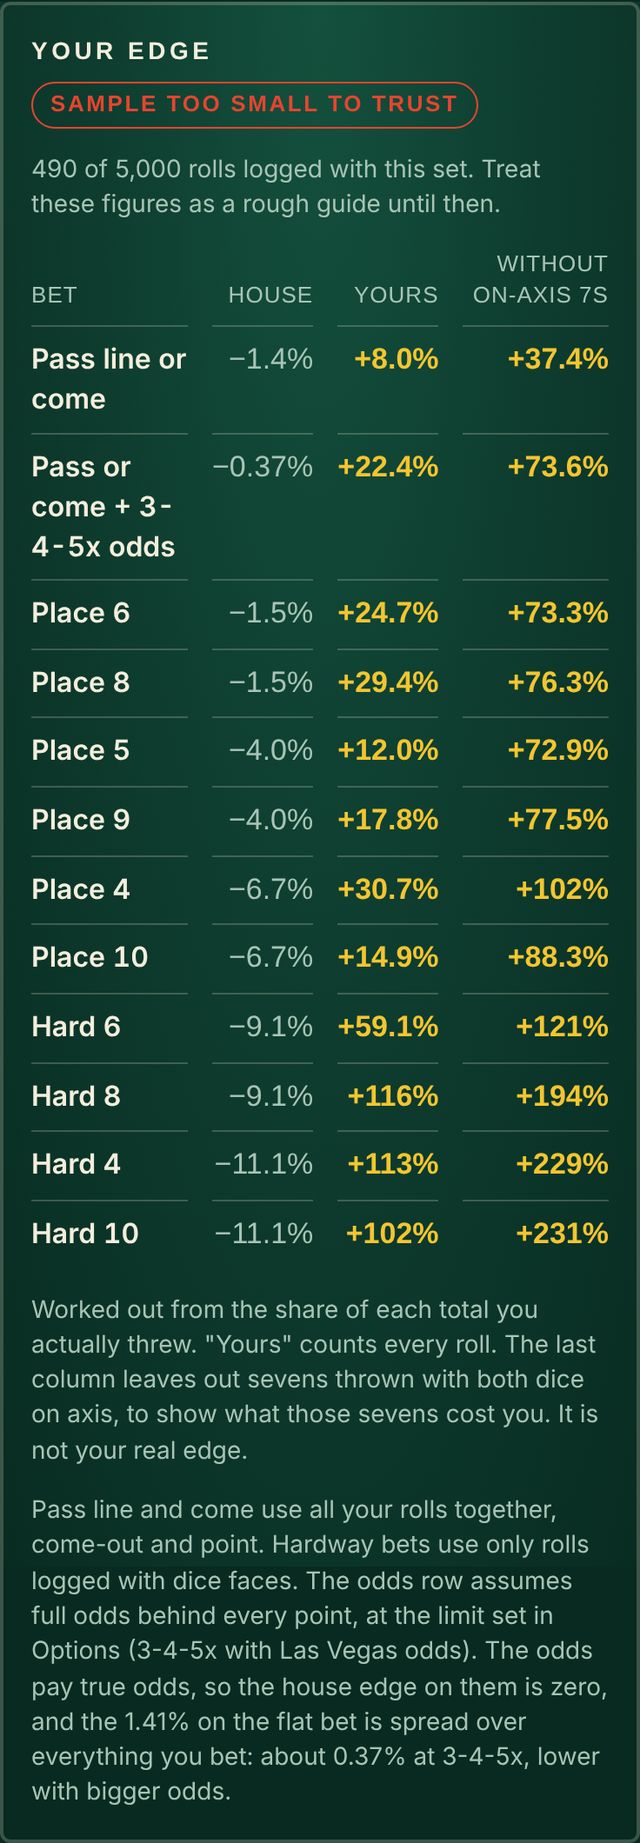 YOUR EDGE
SAMPLE TOO SMALL TO TRUST
490 of 5,000 rolls logged with this set. Treat
these figures as a rough guide until then.
BET HOUSE YOURS WITHOUT
ON-AXIS 7S
Pass line or −1.4% +8.0% +37.4%
come
Pass or −0.37% +22.4% +73.6%
come + 3-
4-5x odds
Place 6 −1.5% +24.7% +73.3%
Place 8 −1.5% +29.4% +76.3%
Place 5 −4.0% +12.0% +72.9%
Place 9 −4.0% +17.8% +77.5%
Place 4 −6.7% +30.7% +102%
Place 10 −6.7% +14.9% +88.3%
Hard 6 −9.1% +59.1% +121%
Hard 8 −9.1% +116% +194%
Hard 4 −11.1% +113% +229%
Hard 10 −11.1% +102% +231%
Worked out from the share of each total you
actually threw. "Yours" counts every roll. The last
column leaves out sevens thrown with both dice
on axis, to show what those sevens cost you. It is
not your real edge.
Pass line and come use all your rolls together,
come-out and point. Hardway bets use only rolls
logged with dice faces. The odds row assumes
full odds behind every point, at the limit set in
Options (3-4-5x with Las Vegas odds). The odds
pay true odds, so the house edge on them is zero,
and the 1.41% on the flat bet is spread over
everything you bet: about 0.37% at 3-4-5x, lower
with bigger odds.